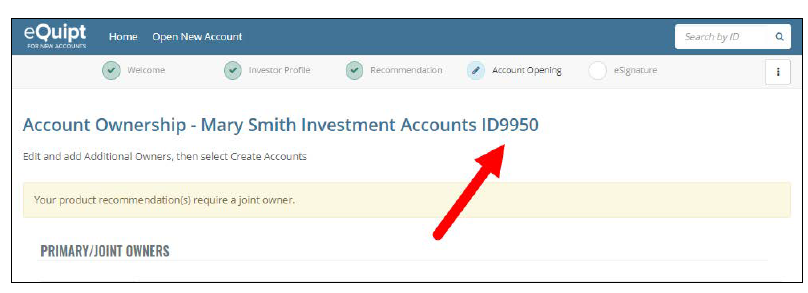 eQuipt
FOR NEW ACCOUNTS
Home Open New Account
Search by ID
Welcome Investor Profile Recommendation Account Opening eSignature
Account Ownership - Mary Smith Investment Accounts ID9950
Edit and add Additional Owners, then select Create Accounts
Your product recommendation(s) require a joint owner.
PRIMARY/JOINT OWNERS